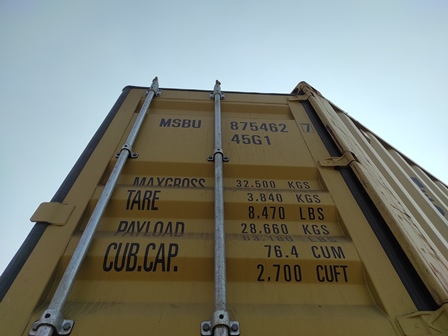 MSBU 875462 7
45G1
MAXGROSS 32.500 KGS
TARE 3.840 KGS
8.470 LBS
PAYLOAD 28.660 KGS
CUB.CAP. 76.4 CUM
2,700 CUFT